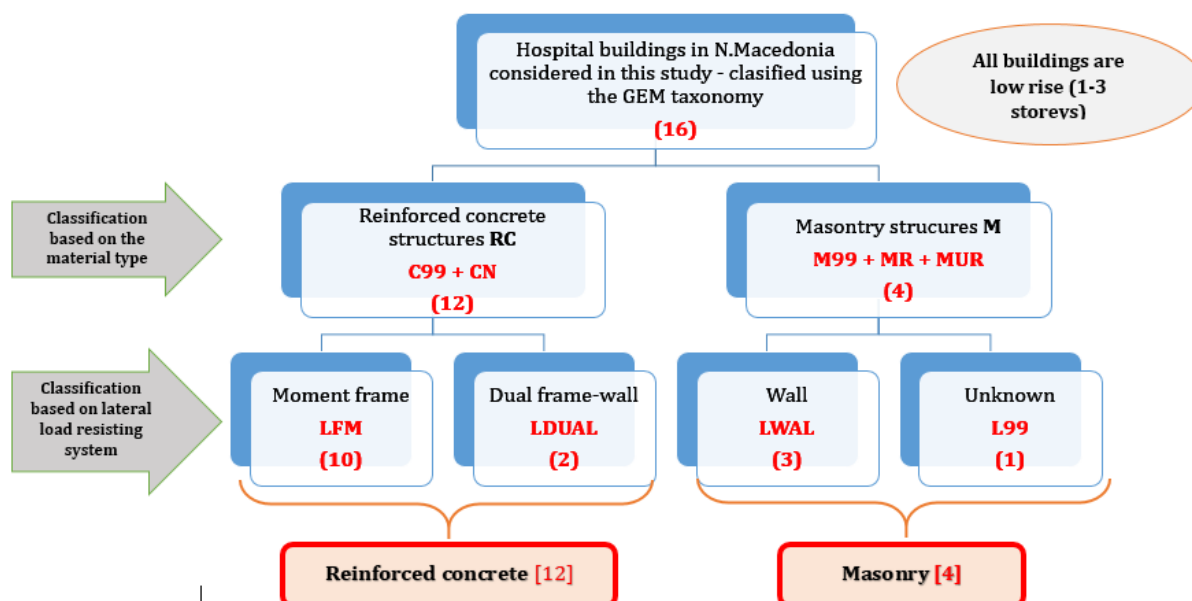 Hospital buildings in N.Macedonia
considered in this study - clasified using
the GEM taxonomy
(16)
All buildings are
low rise (1-3
storeys)
Classification
based on the
material type
Reinforced concrete
structures RC
C99 + CN
(12)
Masontry strucures M
M99 + MR + MUR
(4)
Classification
based on lateral
load resisting
system
Moment frame
LFM
(10)
Dual frame-wall
LDUAL
(2)
Wall
LWAL
(3)
Unknown
L99
(1)
Reinforced concrete [12]
Masonry [4]